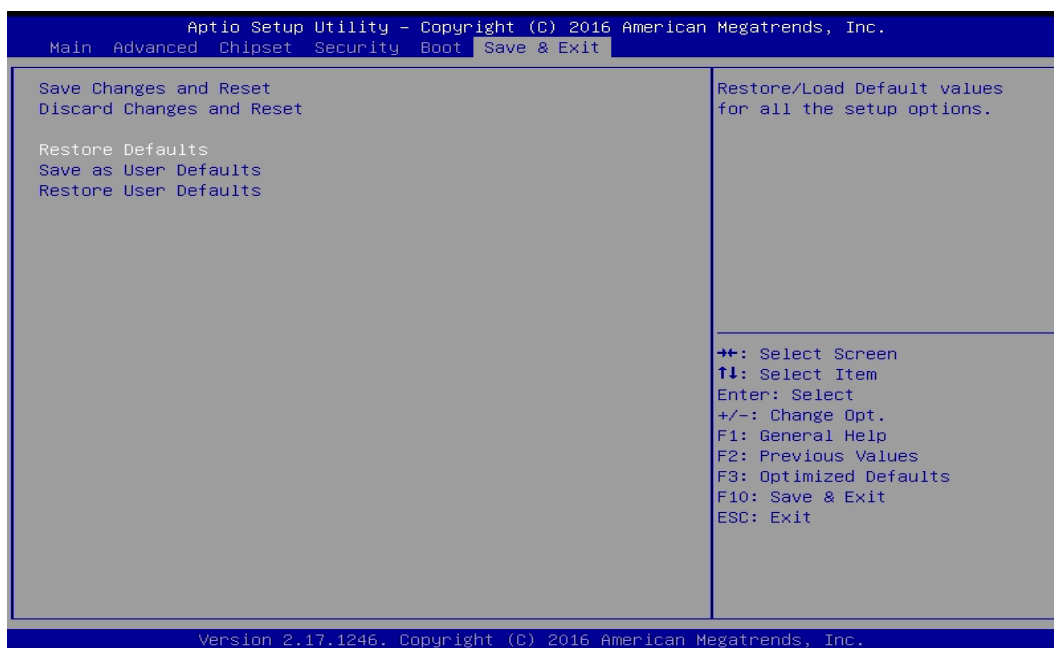 Aptio Setup Utility – Copyright (C) 2016 American Megatrends, Inc.
Main Advanced Chipset Security Boot Save & Exit
Save Changes and Reset
Discard Changes and Reset
Restore Defaults
Save as User Defaults
Restore User Defaults
Restore/Load Default values
for all the setup options.
→←: Select Screen
↑↓: Select Item
Enter: Select
+/-: Change Opt.
F1: General Help
F2: Previous Values
F3: Optimized Defaults
F10: Save & Exit
ESC: Exit
Version 2.17.1246. Copyright (C) 2016 American Megatrends, Inc.